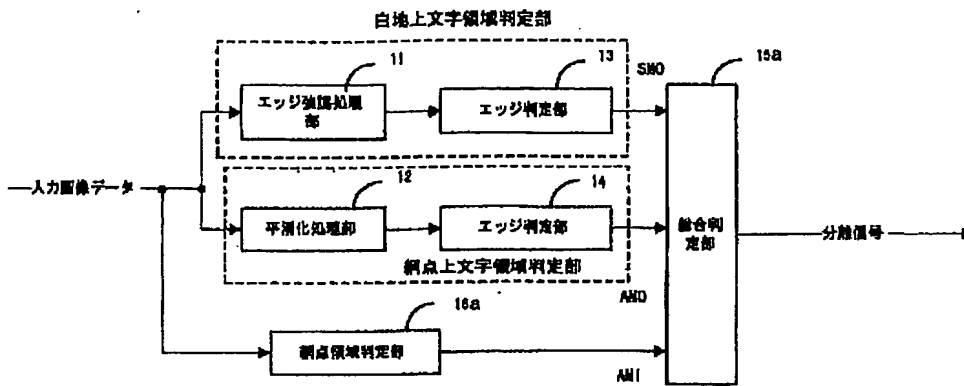 白地上文字領域判定部
11
13
SMO
15a
エッジ強調処理
部
エッジ判定部
入力画像データ
12
14
平滑化処理部
エッジ判定部
網点上文字領域判定部
総合判
定部
分離信号
AMO
16a
網点領域判定部
AMI